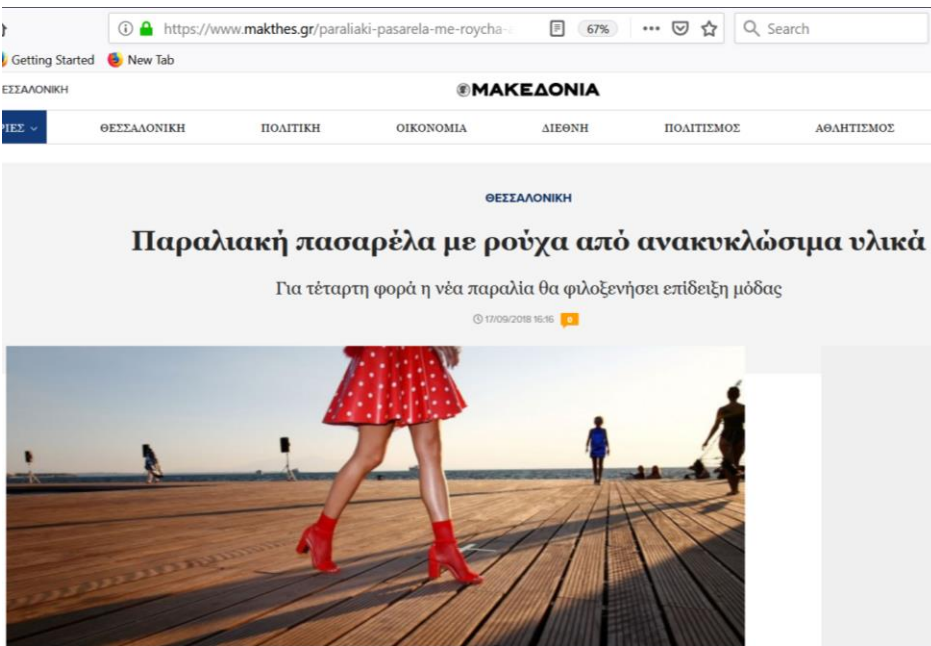 https://www.makthes.gr/paraliaki-pasarela-me-roycha-
67%
Search
Getting Started
New Tab
ΕΣΣΑΛΟΝΙΚΗ
ΜΑΚΕΔΟΝΙΑ
ΡΙΕΣ ΘΕΣΣΑΛΟΝΙΚΗ ΠΟΛΙΤΙΚΗ ΟΙΚΟΝΟΜΙΑ ΔΙΕΘΝΗ ΠΟΛΙΤΙΣΜΟΣ ΑΘΛΗΤΙΣΜΟΣ
ΘΕΣΣΑΛΟΝΙΚΗ
Παραλιακή πασαρέλα με ρούχα από ανακυκλώσιμα υλικά
Για τέταρτη φορά η νέα παραλία θα φιλοξενήσει επίδειξη μόδας
17/09/2018 16:16 0